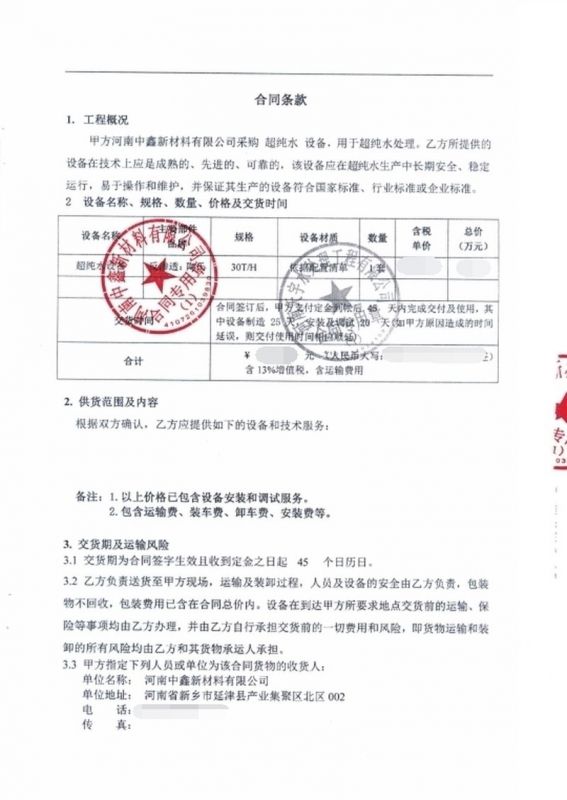 合同条款
1. 工程概况
甲方河南中鑫新材料有限公司采购 超纯水 设备，用于超纯水处理。乙方所提供的
设备在技术上应是成熟的、先进的、可靠的，该设备应在超纯水生产中长期安全、稳定
运行，易于操作和维护，并保证其生产的设备符合国家标准、行业标准或企业标准。
2 设备名称、规格、数量、价格及交货时间
设备名称 主要部件 规格 设备材质 数量 含税单价 总价（万元）
超纯水设备 反渗透：陶氏 30T/H 依据配置清单 1套
交货时间 合同签订后，甲方支付定金到帐后 45 天内完成交付及使用，其
中设备制造 25 天，安装及调试 20 天（如甲方原因造成的时间
延误，则交付使用时间相应顺延）
合计 ￥ 元 人民币大写：
含13%增值税，含运输费用
河南中鑫新材料有限公司
合同专用章
(1)
2. 供货范围及内容
根据双方确认，乙方应提供如下的设备和技术服务：
备注：1.以上价格已包含设备安装和调试服务。
2.包含运输费、装车费、卸车费、安装费等。
3. 交货期及运输风险
3.1 交货期为合同签字生效且收到定金之日起 45 个日历日。
3.2 乙方负责送货至甲方现场，运输及装卸过程，人员及设备的安全由乙方负责，包装
物不回收，包装费用已含在合同总价内。设备在到达甲方所要求地点交货前的运输、保
险等事项均由乙方办理，并由乙方自行承担交货前的一切费用和风险，即货物运输和装
卸的所有风险均由乙方和其货物承运人承担。
3.3 甲方指定下列人员或单位为该合同货物的收货人：
单位名称： 河南中鑫新材料有限公司
单位地址： 河南省新乡市延津县产业集聚区北区 002
电 话：
传 真：